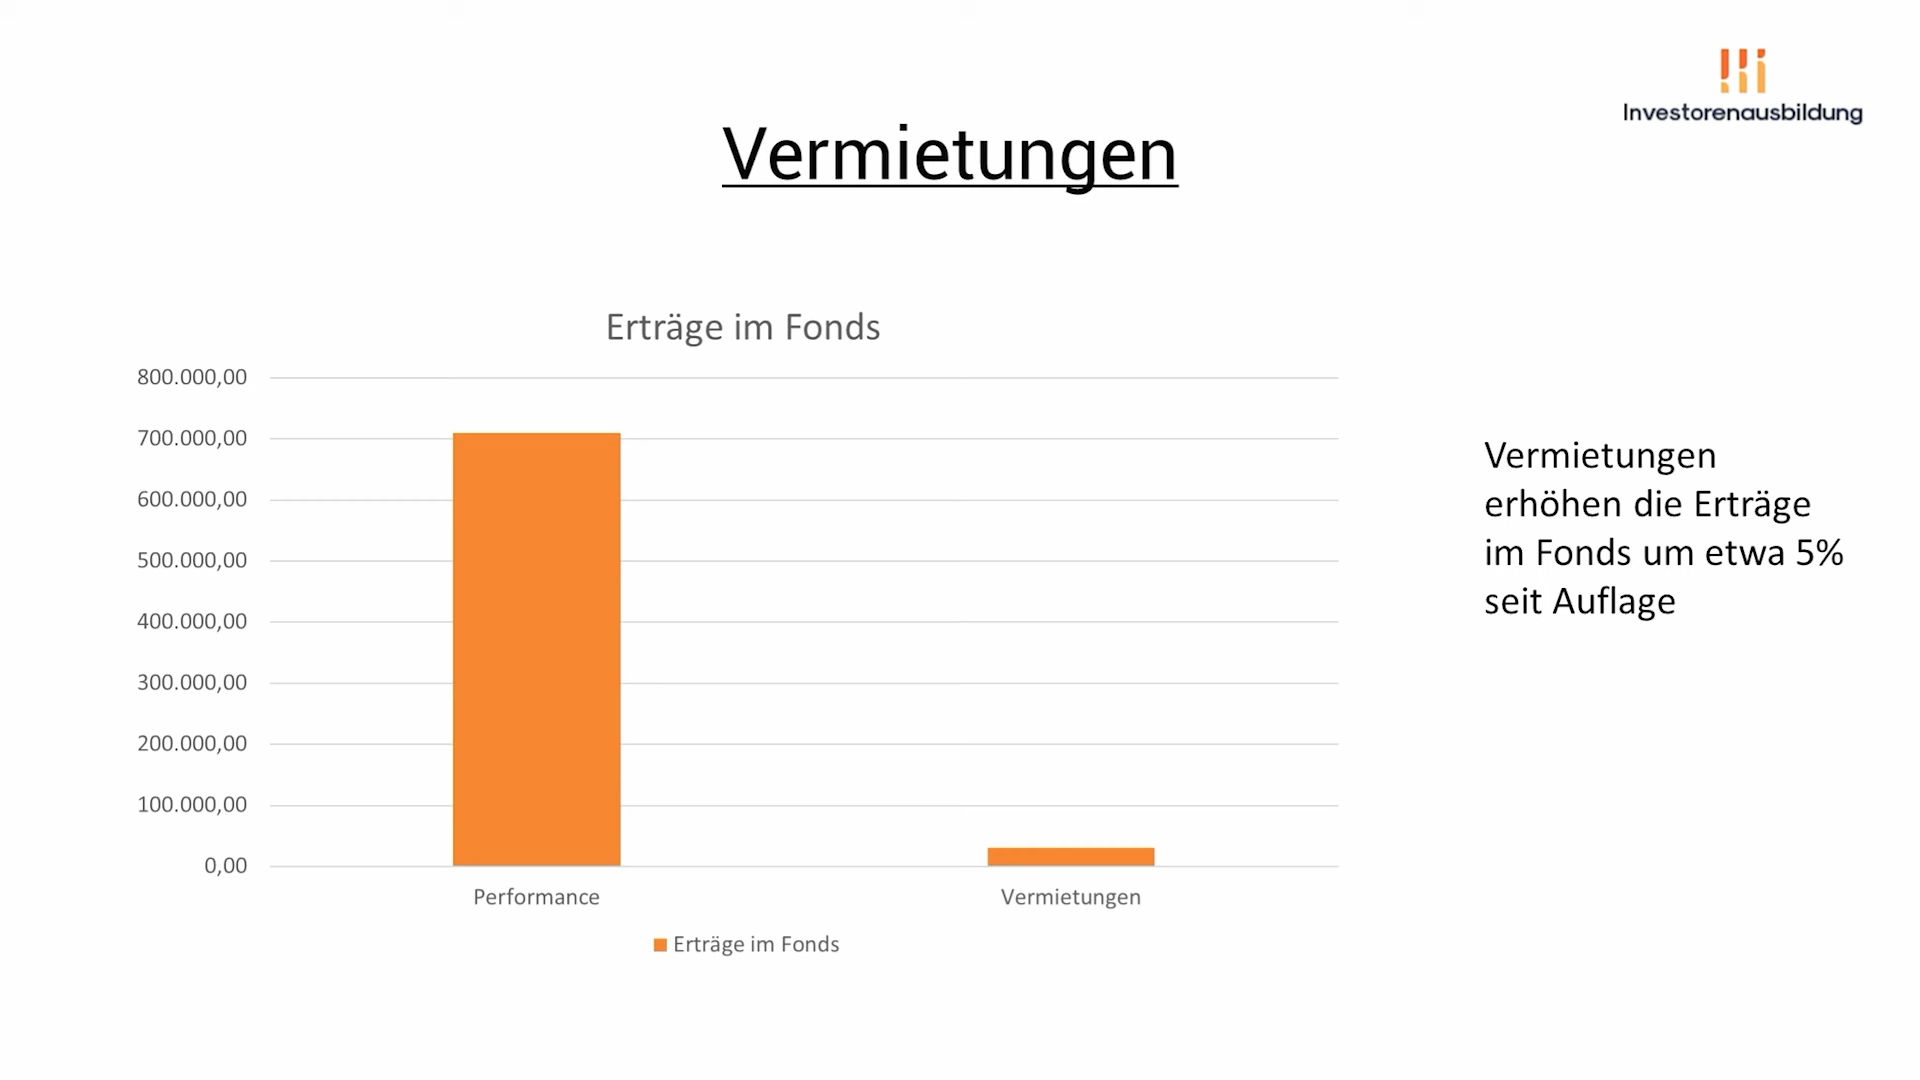 Investorenausbildung
Vermietungen
Erträge im Fonds
800.000,00
700.000,00
600.000,00
500.000,00
400.000,00
300.000,00
200.000,00
100.000,00
0,00
Performance
Vermietungen
Erträge im Fonds
Vermietungen
erhöhen die Erträge
im Fonds um etwa 5%
seit Auflage